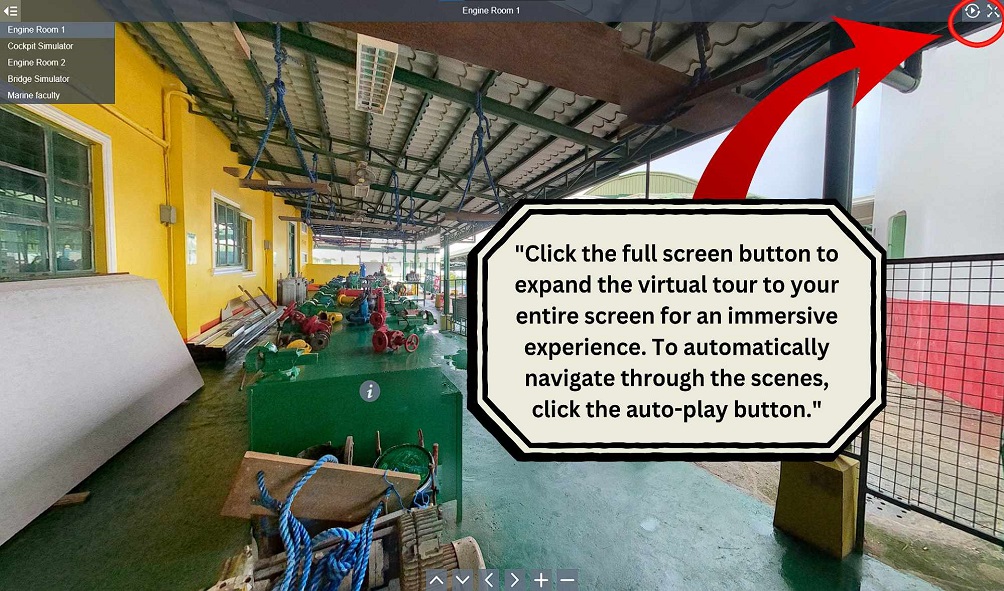 Engine Room 1
Engine Room 1
Cockpit Simulator
Engine Room 2
Bridge Simulator
Marine faculty
"Click the full screen button to
expand the virtual tour to your
entire screen for an immersive
experience. To automatically
navigate through the scenes,
click the auto-play button."
i